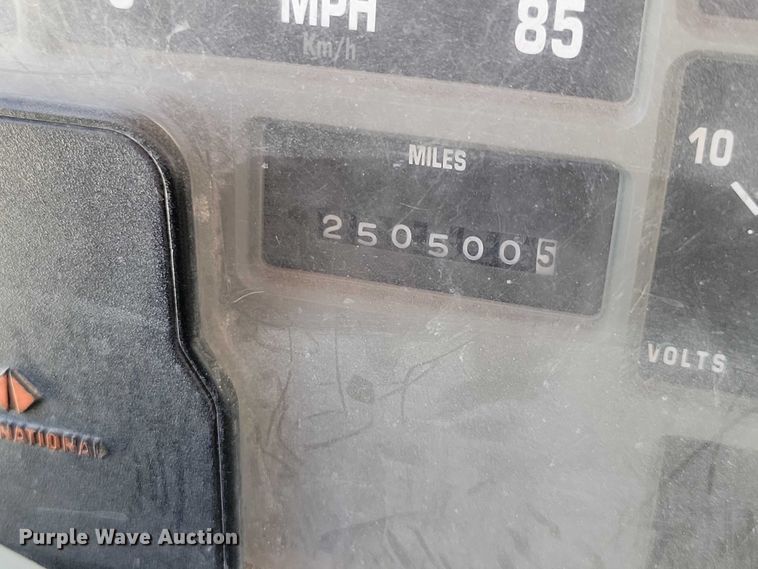 MPH
Km/h
85
MILES
2505005
10
VOLTS
NATIONAL
Purple Wave Auction